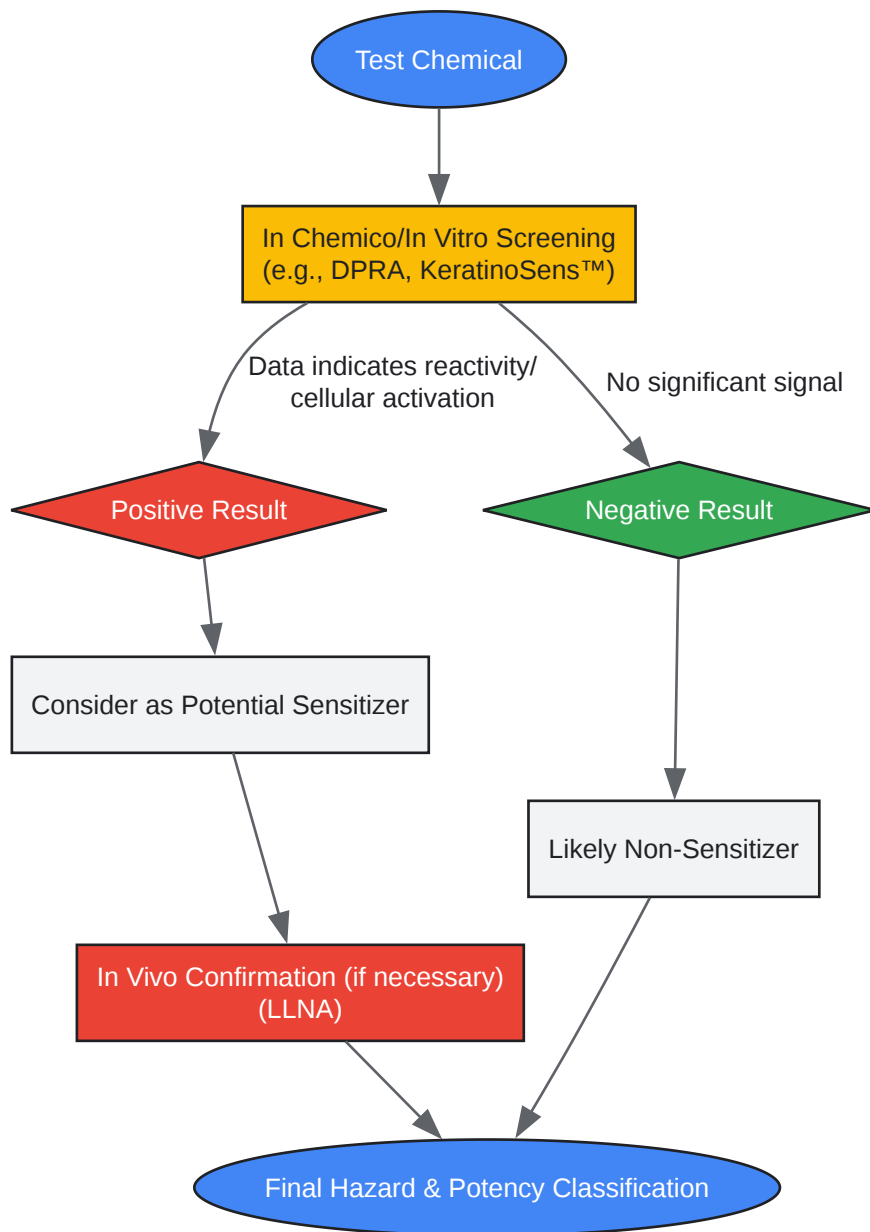 Test Chemical
In Chemico/In Vitro Screening
(e.g., DPRA, KeratinoSens™)
Data indicates reactivity/
cellular activation
No significant signal
Positive Result
Negative Result
Consider as Potential Sensitizer
Likely Non-Sensitizer
In Vivo Confirmation (if necessary)
(LLNA)
Final Hazard & Potency Classification